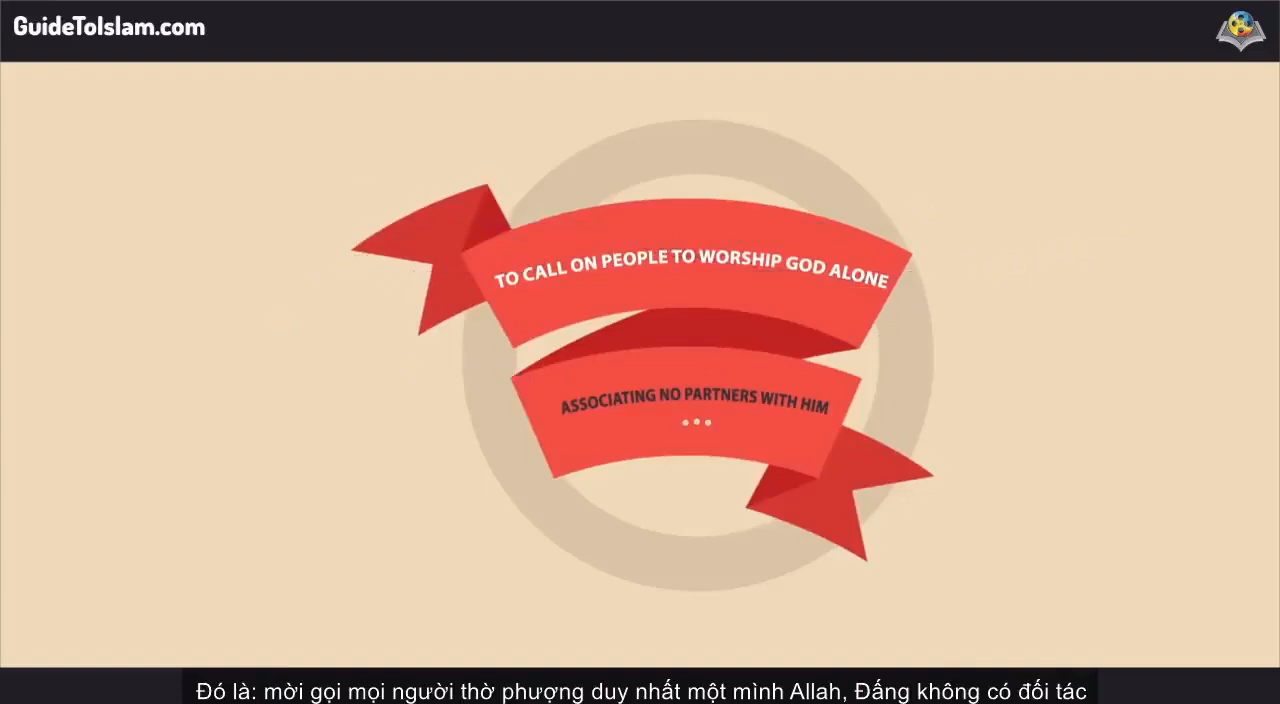 GuideToIslam.com
TO CALL ON PEOPLE TO WORSHIP GOD ALONE
ASSOCIATING NO PARTNERS WITH HIM
...
Đó là: mời gọi mọi người thờ phượng duy nhất một mình Allah, Đấng không có đối tác